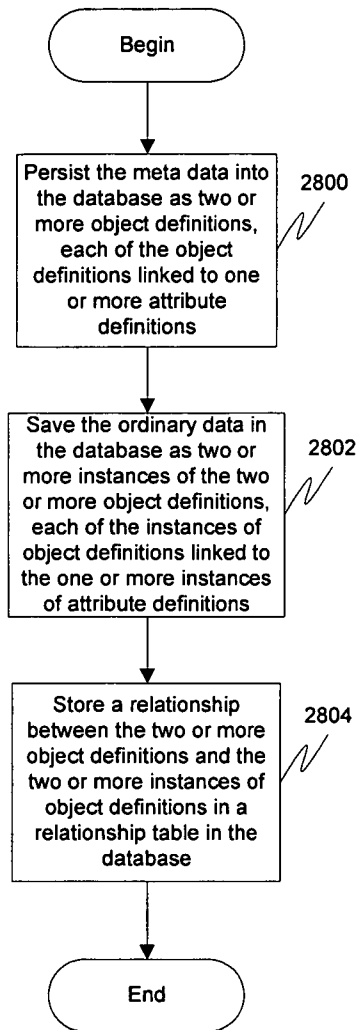 Begin
Persist the meta data into
the database as two or
more object definitions,
each of the object
definitions linked to one
or more attribute
definitions
2800
Save the ordinary data in
the database as two or
more instances of the two
or more object definitions,
each of the instances of
object definitions linked to
the one or more instances
of attribute definitions
2802
Store a relationship
between the two or more
object definitions and the
two or more instances of
object definitions in a
relationship table in the
database
2804
End